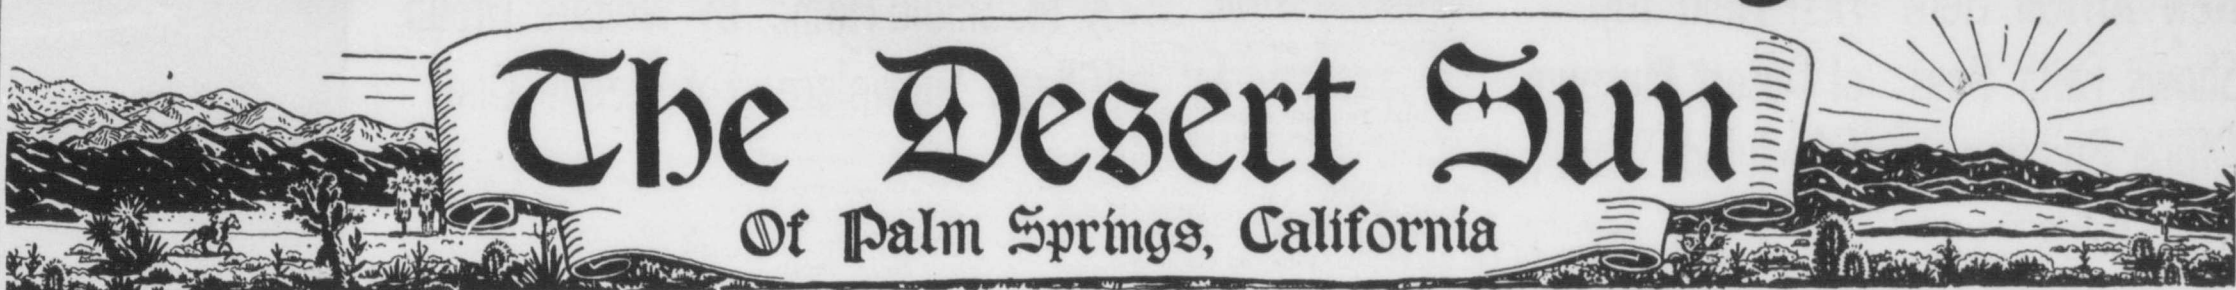 The Desert Sun
Of Palm Springs, California